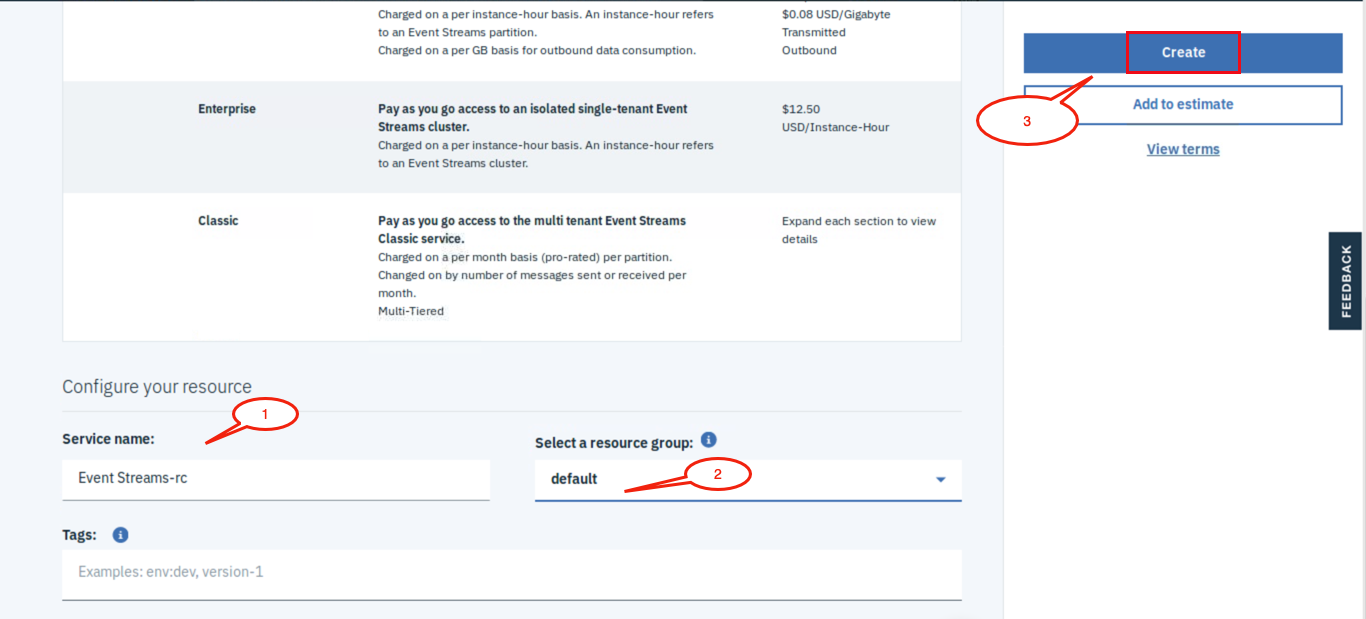 Charged on a per instance-hour basis. An instance-hour refers
to an Event Streams partition.
Charged on a per GB basis for outbound data consumption.
$0.08 USD/Gigabyte
Transmitted
Outbound
Enterprise
Pay as you go access to an isolated single-tenant Event
Streams cluster.
Charged on a per instance-hour basis. An instance-hour refers
to an Event Streams cluster.
$12.50
USD/Instance-Hour
Classic
Pay as you go access to the multi tenant Event Streams
Classic service.
Charged on a per month basis (pro-rated) per partition.
Changed on by number of messages sent or received per
month.
Multi-Tiered
Expand each section to view
details
Configure your resource
1
Service name:
Event Streams-rc
Select a resource group:
2
default
Tags:
Examples: env:dev, version-1
Create
3
Add to estimate
View terms
FEEDBACK